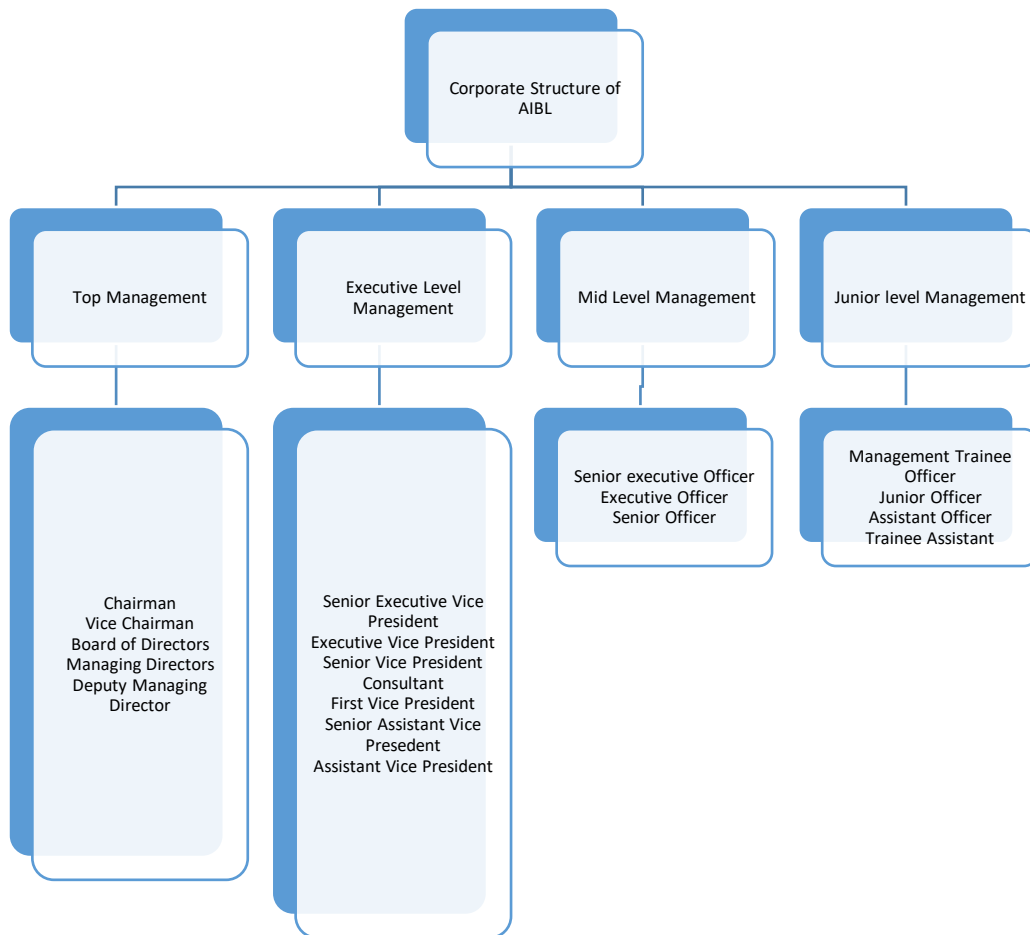 Corporate Structure of
AIBL
Top Management
Executive Level
Management
Mid Level Management
Junior level Management
Chairman
Vice Chairman
Board of Directors
Managing Directors
Deputy Managing
Director
Senior Executive Vice
President
Executive Vice President
Senior Vice President
Consultant
First Vice President
Senior Assistant Vice
Presedent
Assistant Vice President
Senior executive Officer
Executive Officer
Senior Officer
Management Trainee
Officer
Junior Officer
Assistant Officer
Trainee Assistant